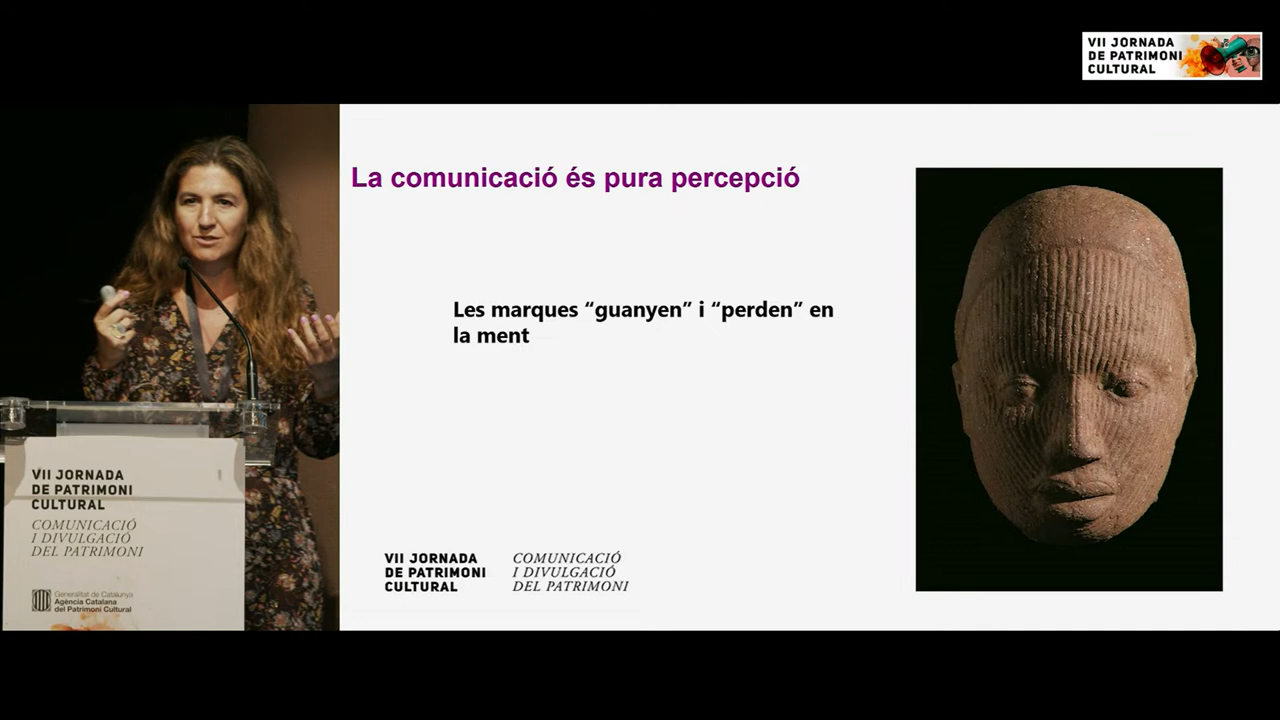 VII JORNADA
DE PATRIMONI
CULTURAL
La comunicació és pura percepció
Les marques “guanyen” i “perden” en
la ment
VII JORNADA
DE PATRIMONI
CULTURAL
COMUNICACIÓ
I DIVULGACIÓ
DEL PATRIMONI
VII JORNADA
DE PATRIMONI
CULTURAL
COMUNICACIÓ
I DIVULGACIÓ
DEL PATRIMONI
Generalitat de Catalunya
Agència Catalana
del Patrimoni Cultural